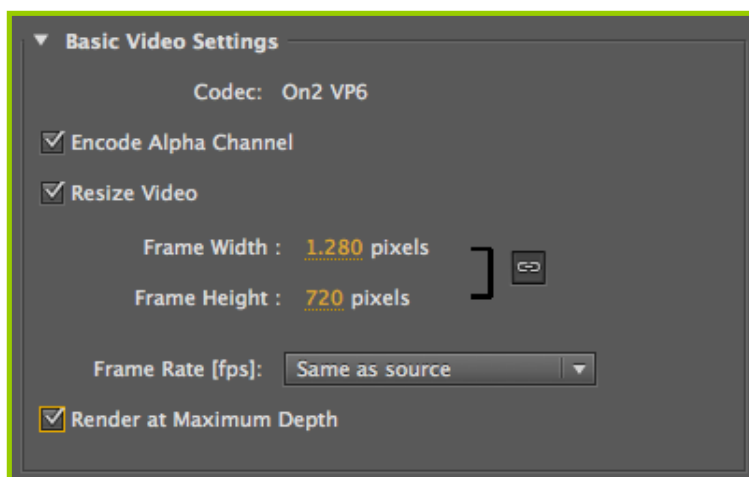 Basic Video Settings
Codec: On2 VP6
Encode Alpha Channel
Resize Video
Frame Width : 1.280 pixels
Frame Height : 720 pixels
Frame Rate [fps]: Same as source
Render at Maximum Depth